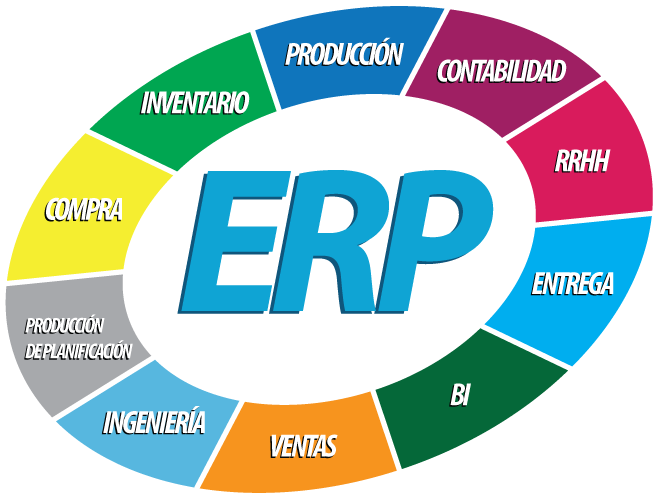 PRODUCCIÓN
CONTABILIDAD
RRHH
ENTREGA
BI
VENTAS
INGENIERÍA
PRODUCCIÓN
DE PLANIFICACIÓN
COMPRA
INVENTARIO
ERP